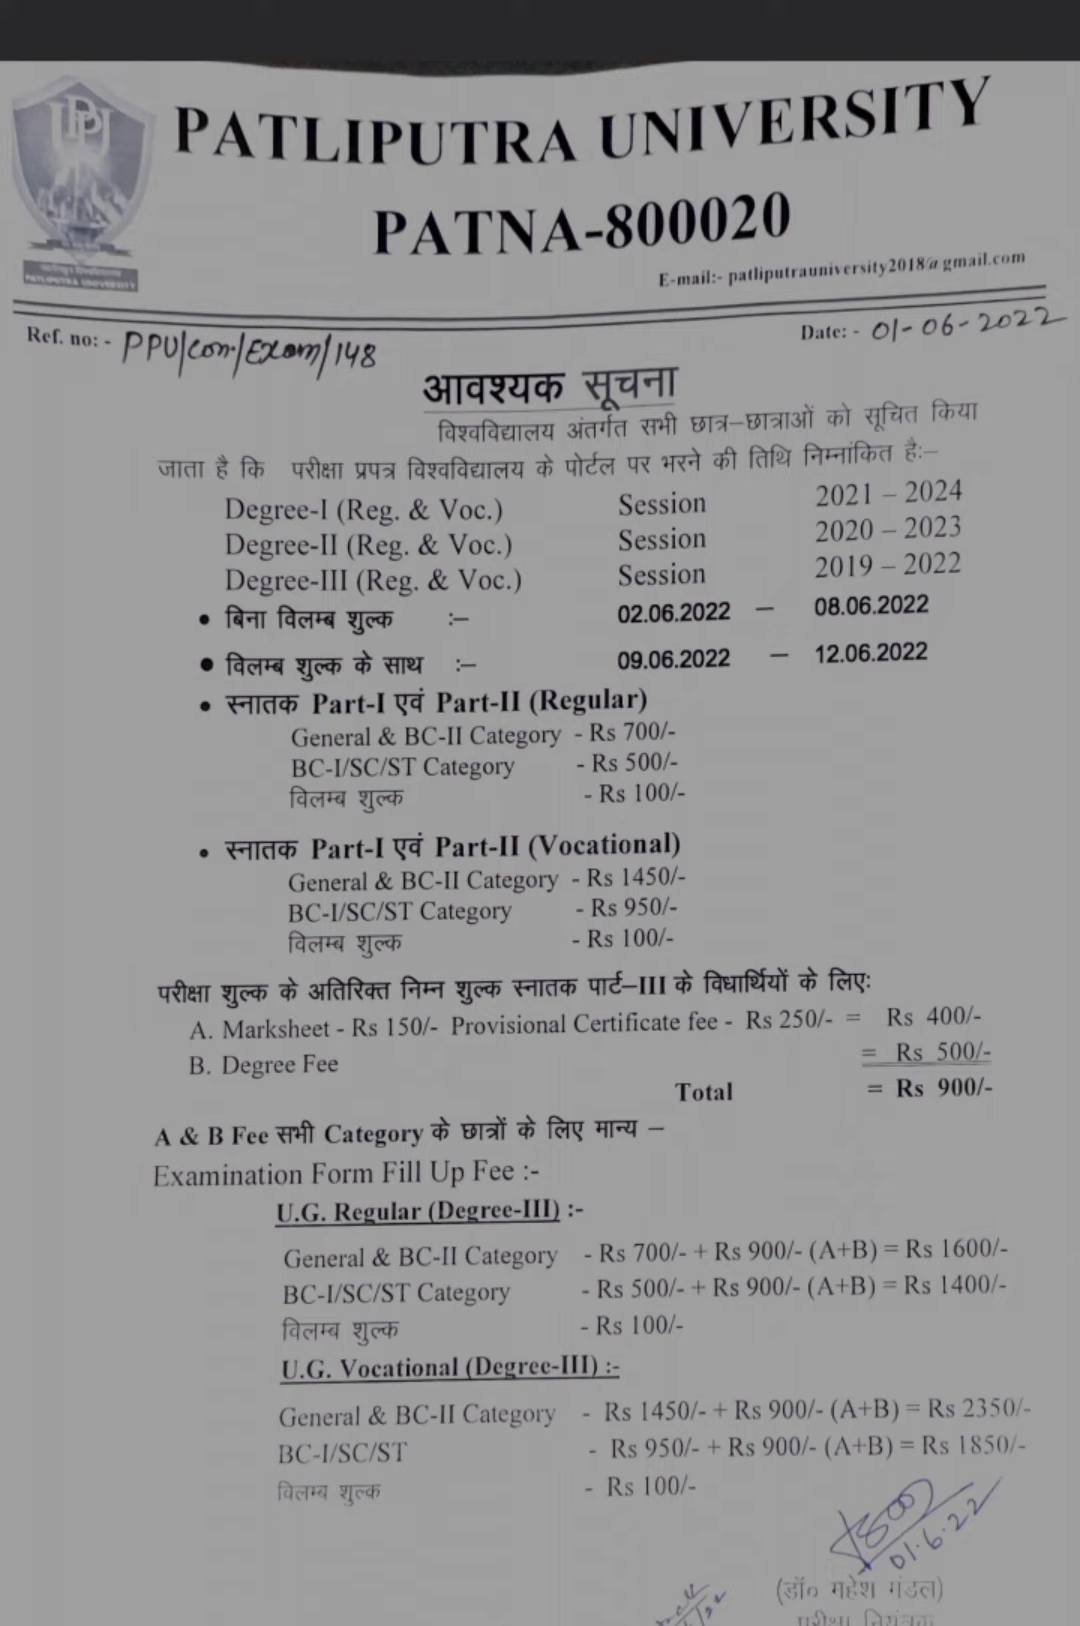 PATLIPUTRA UNIVERSITY
PATNA-800020
E-mail:- patliputrauniversity2018@gmail.com
PATLIPUTRA UNIVERSITY
Ref. no: - PPU/con./Exam/148
Date: - 01-06-2022
आवश्यक सूचना
विश्वविद्यालय अंतर्गत सभी छात्र–छात्राओं को सूचित किया
जाता है कि परीक्षा प्रपत्र विश्वविद्यालय के पोर्टल पर भरने की तिथि निम्नांकित है:–
Degree-I (Reg. & Voc.) Session 2021 – 2024
Degree-II (Reg. & Voc.) Session 2020 – 2023
Degree-III (Reg. & Voc.) Session 2019 – 2022
• बिना विलम्ब शुल्क :– 02.06.2022 – 08.06.2022
• विलम्ब शुल्क के साथ :– 09.06.2022 – 12.06.2022
• स्नातक Part-I एवं Part-II (Regular)
General & BC-II Category - Rs 700/-
BC-I/SC/ST Category - Rs 500/-
विलम्ब शुल्क - Rs 100/-
• स्नातक Part-I एवं Part-II (Vocational)
General & BC-II Category - Rs 1450/-
BC-I/SC/ST Category - Rs 950/-
विलम्ब शुल्क - Rs 100/-
परीक्षा शुल्क के अतिरिक्त निम्न शुल्क स्नातक पार्ट–III के विधार्थियों के लिए:
A. Marksheet - Rs 150/- Provisional Certificate fee - Rs 250/- = Rs 400/-
B. Degree Fee = Rs 500/-
Total = Rs 900/-
A & B Fee सभी Category के छात्रों के लिए मान्य –
Examination Form Fill Up Fee :-
U.G. Regular (Degree-III) :-
General & BC-II Category - Rs 700/- + Rs 900/- (A+B) = Rs 1600/-
BC-I/SC/ST Category - Rs 500/- + Rs 900/- (A+B) = Rs 1400/-
विलम्ब शुल्क - Rs 100/-
U.G. Vocational (Degree-III) :-
General & BC-II Category - Rs 1450/- + Rs 900/- (A+B) = Rs 2350/-
BC-I/SC/ST - Rs 950/- + Rs 900/- (A+B) = Rs 1850/-
विलम्ब शुल्क - Rs 100/-
01.6.22
(डॉ० महेश मंडल)
परीक्षा नियंत्रक